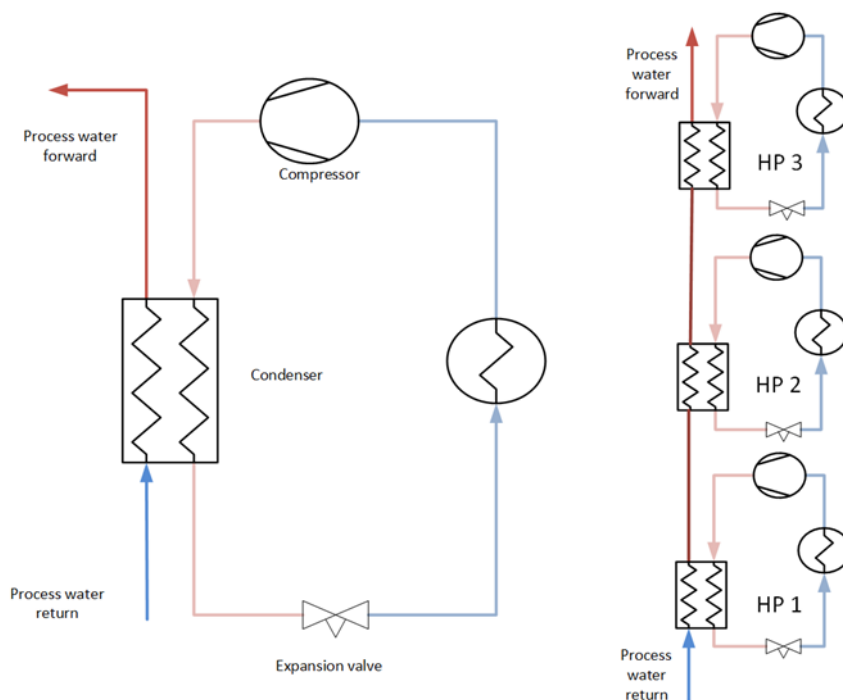 Process water
forward
Compressor
Condenser
Process water
return
Expansion valve
Process
water
forward
HP 3
HP 2
HP 1
Process
water
return